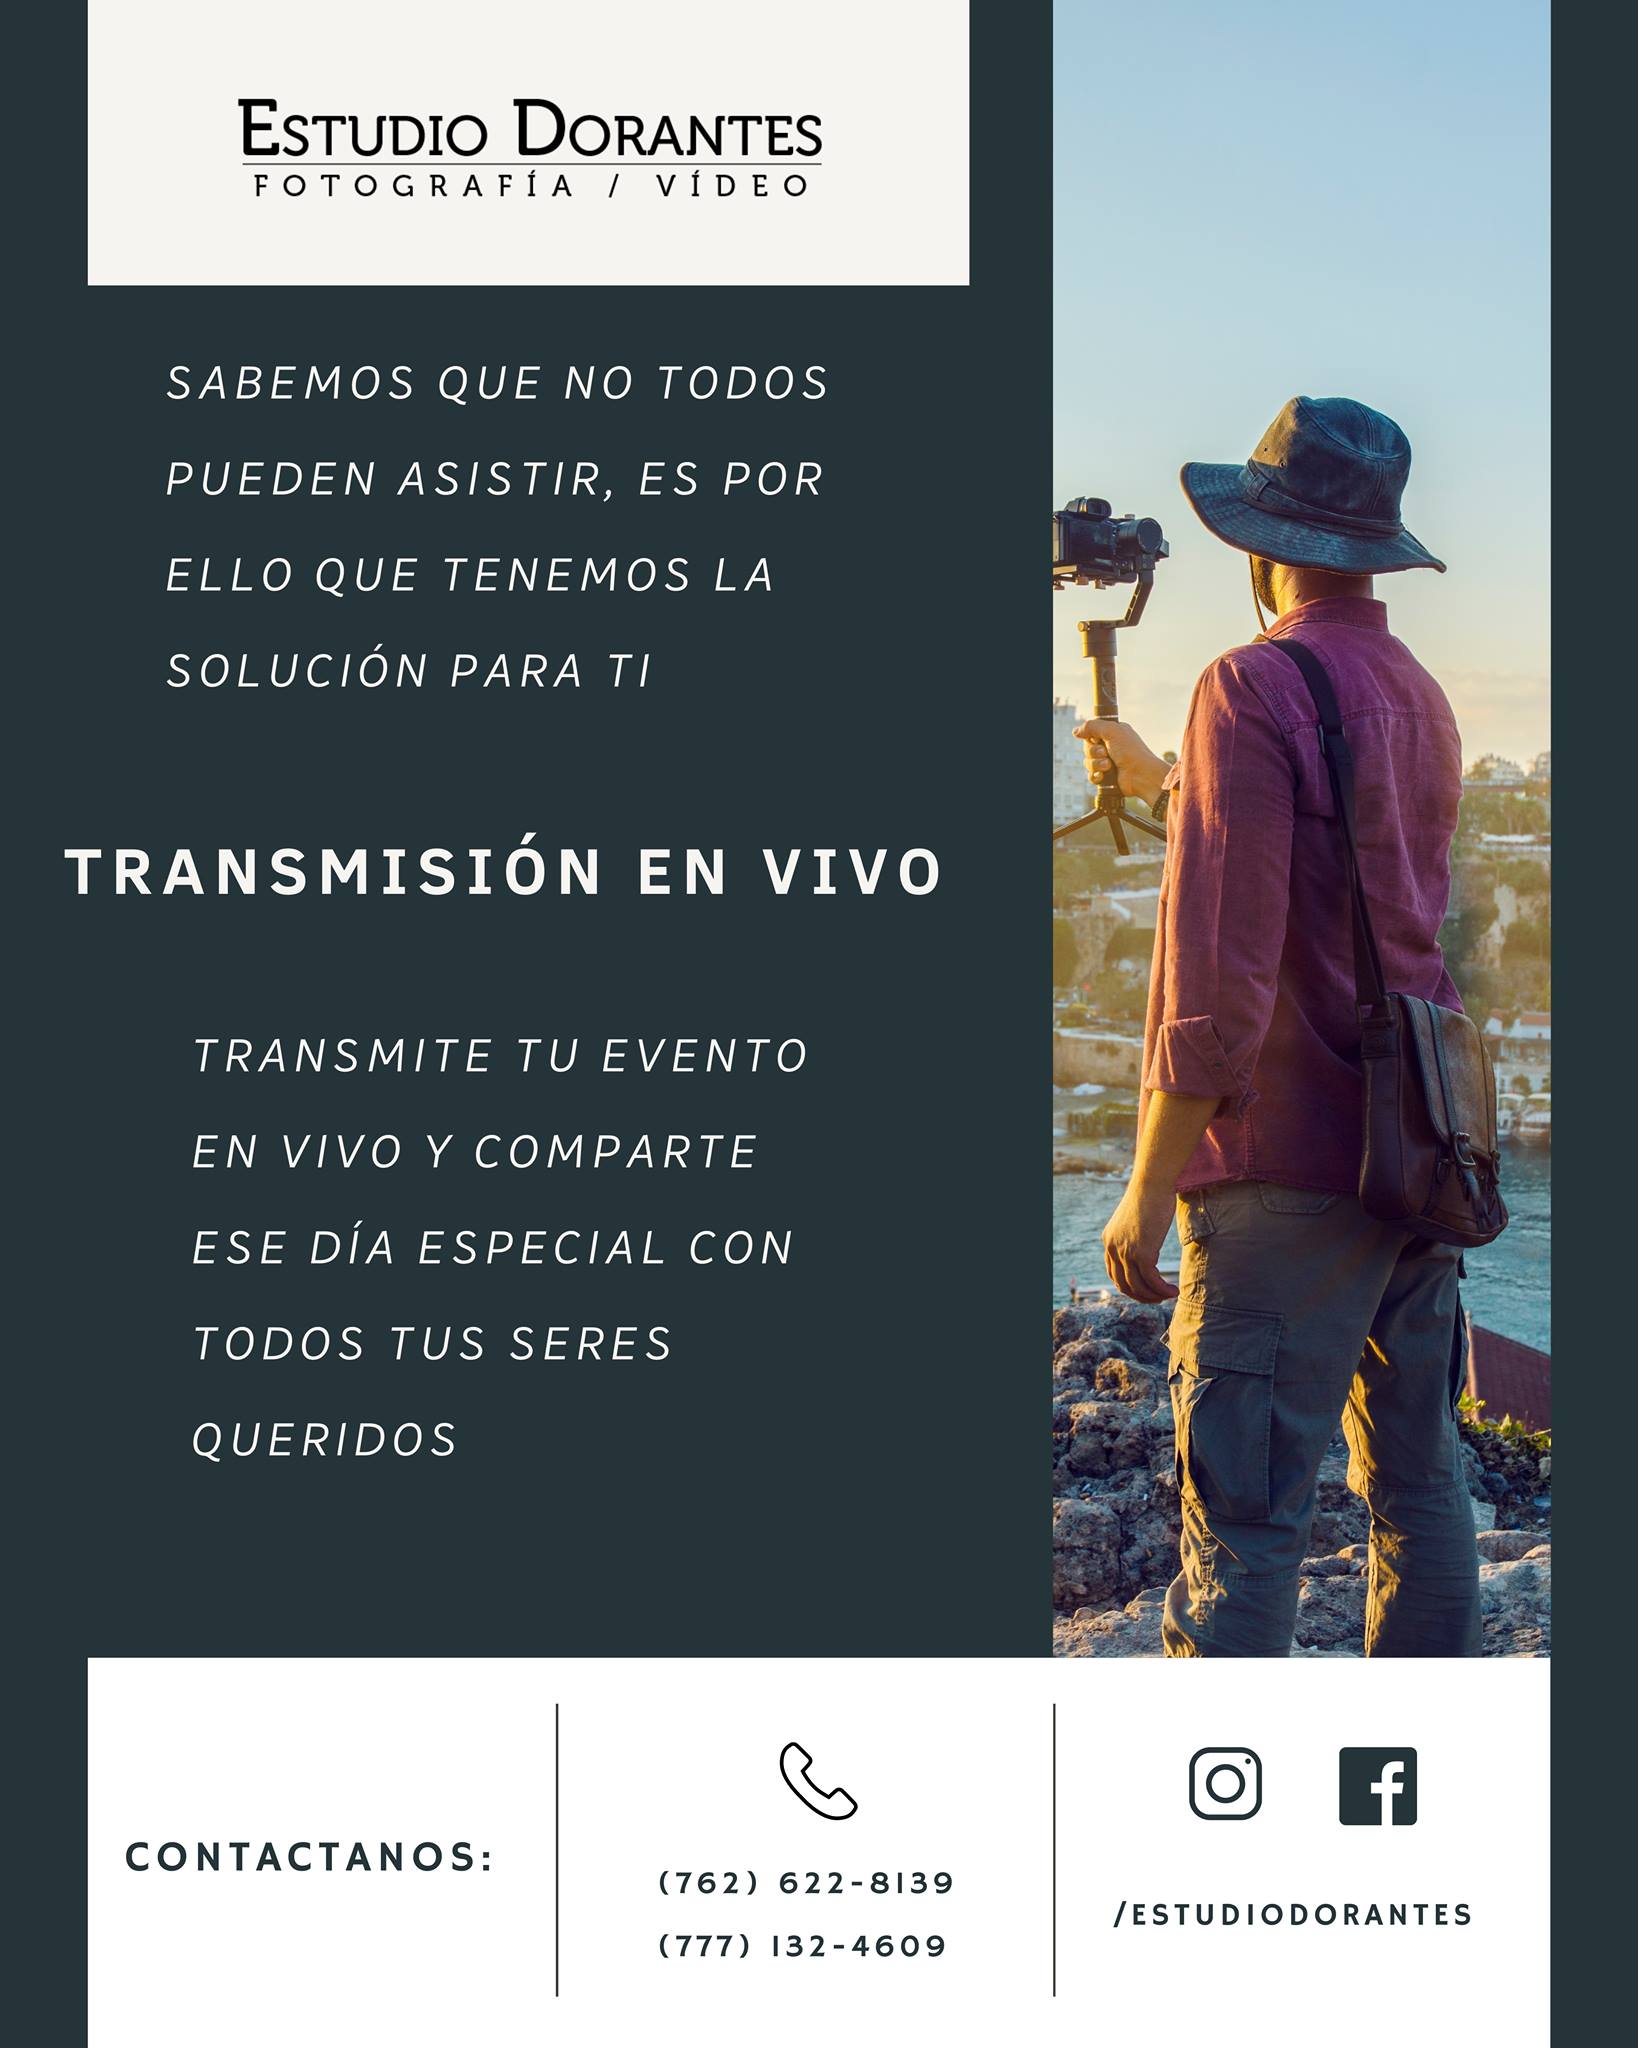 ESTUDIO DORANTES
FOTOGRAFÍA / VÍDEO
SABEMOS QUE NO TODOS
PUEDEN ASISTIR, ES POR
ELLO QUE TENEMOS LA
SOLUCIÓN PARA TI
TRANSMISIÓN EN VIVO
TRANSMITE TU EVENTO
EN VIVO Y COMPARTE
ESE DÍA ESPECIAL CON
TODOS TUS SERES
QUERIDOS
CONTACTANOS:
(762) 622-8139
(777) 132-4609
/ESTUDIODORANTES